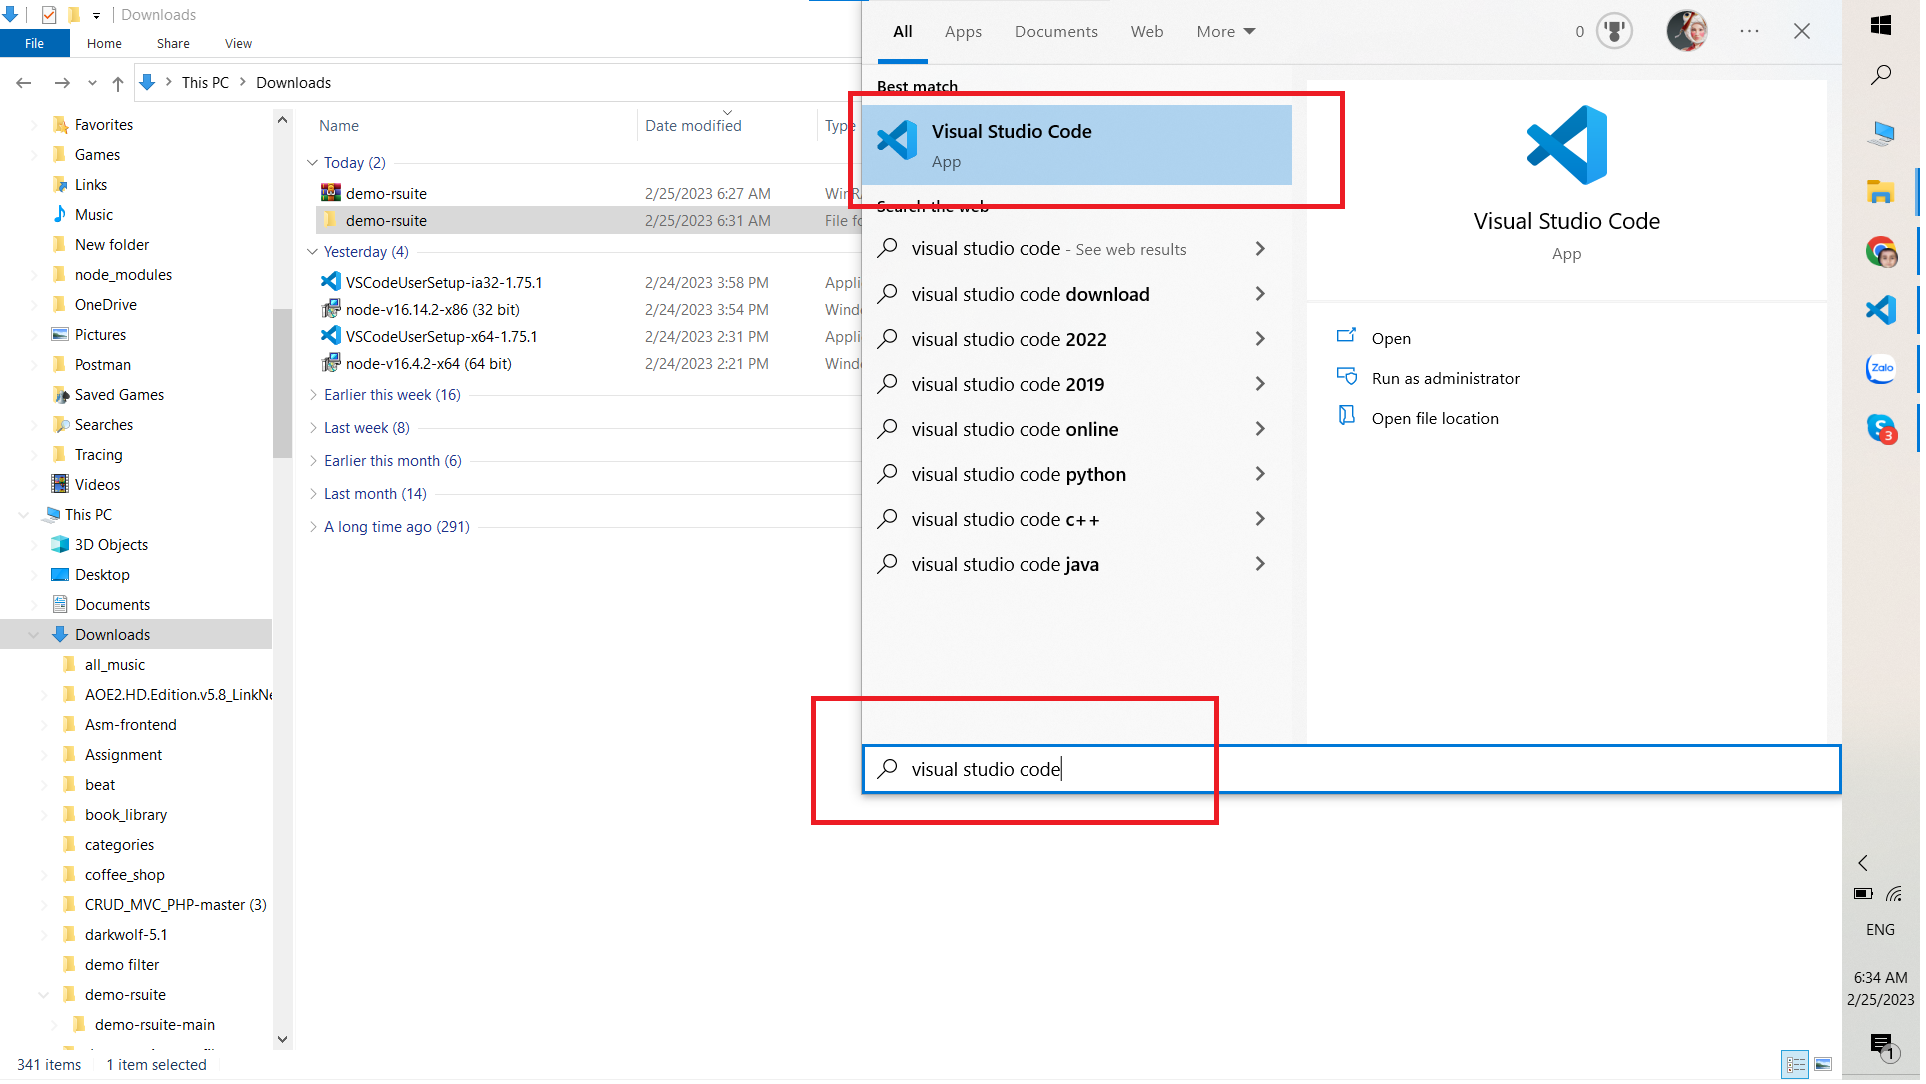 Downloads
File Home Share View
This PC Downloads
Favorites
Games
Links
Music
New folder
node_modules
OneDrive
Pictures
Postman
Saved Games
Searches
Tracing
Videos
This PC
3D Objects
Desktop
Documents
Downloads
all_music
AOE2.HD.Edition.v5.8_LinkNe
Asm-frontend
Assignment
beat
book_library
categories
coffee_shop
CRUD_MVC_PHP-master (3)
darkwolf-5.1
demo filter
demo-rsuite
demo-rsuite-main
341 items 1 item selected
Name Date modified Type
Today (2)
demo-rsuite 2/25/2023 6:27 AM WinR
demo-rsuite 2/25/2023 6:31 AM File fo
Yesterday (4)
VSCodeUserSetup-ia32-1.75.1 2/24/2023 3:58 PM Appli
node-v16.14.2-x86 (32 bit) 2/24/2023 3:54 PM Windo
VSCodeUserSetup-x64-1.75.1 2/24/2023 2:31 PM Appli
node-v16.4.2-x64 (64 bit) 2/24/2023 2:21 PM Windo
Earlier this week (16)
Last week (8)
Earlier this month (6)
Last month (14)
A long time ago (291)
All Apps Documents Web More 0
Best match
Visual Studio Code
App
Search the web
visual studio code - See web results
visual studio code download
visual studio code 2022
visual studio code 2019
visual studio code online
visual studio code python
visual studio code c++
visual studio code java
visual studio code
Visual Studio Code
App
Open
Run as administrator
Open file location
Zalo
3
ENG
6:34 AM
2/25/2023
1